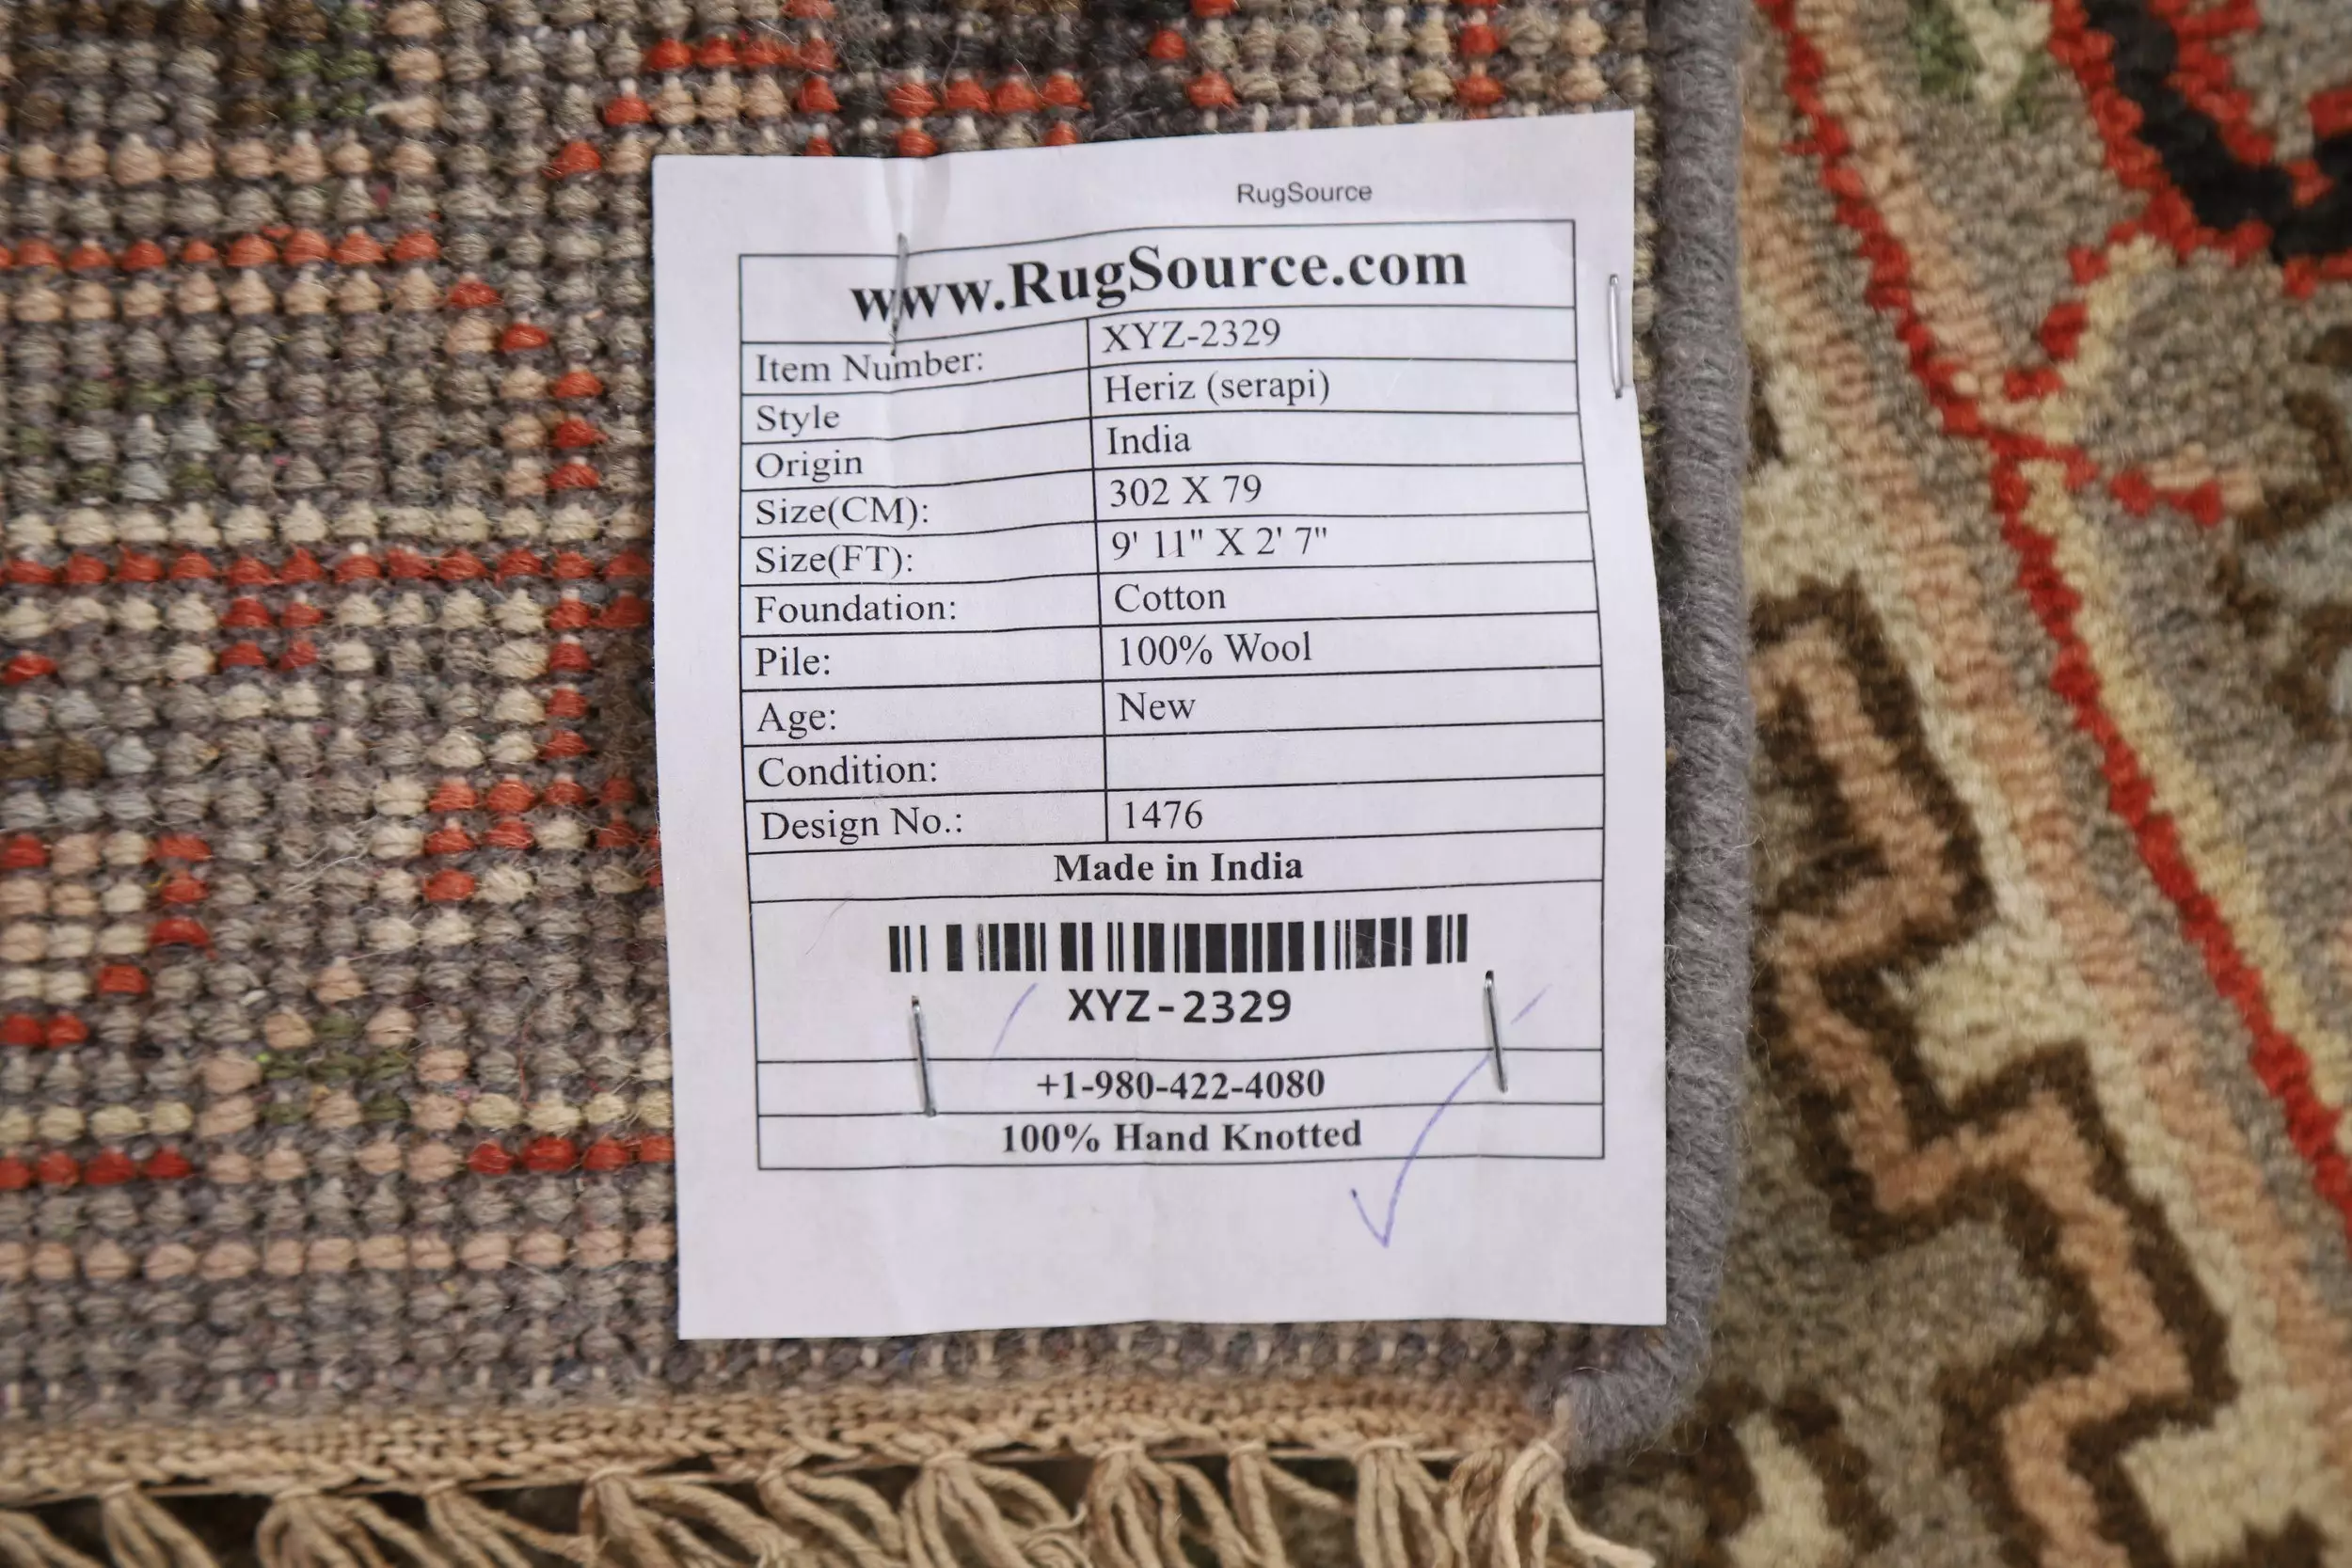 RugSource
www.RugSource.com
Item Number: XYZ-2329
Style Heriz (serapi)
Origin India
Size(CM): 302 X 79
Size(FT): 9' 11" X 2' 7"
Foundation: Cotton
Pile: 100% Wool
Age: New
Condition:
Design No.: 1476
Made in India
XYZ-2329
+1-980-422-4080
100% Hand Knotted